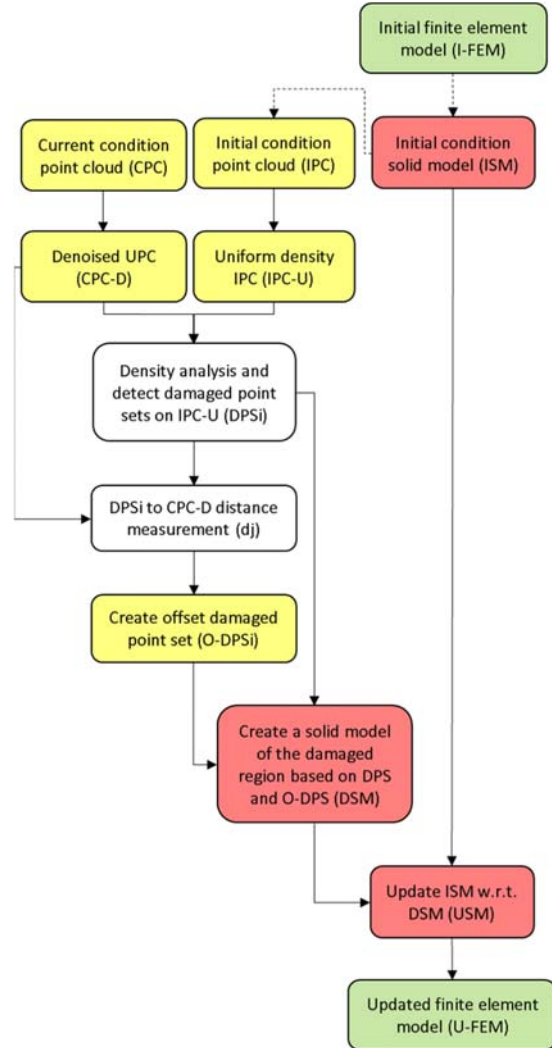 Initial finite element
model (I-FEM)
Current condition
point cloud (CPC)
Initial condition
point cloud (IPC)
Initial condition
solid model (ISM)
Denoised UPC
(CPC-D)
Uniform density
IPC (IPC-U)
Density analysis and
detect damaged point
sets on IPC-U (DPSi)
DPSi to CPC-D distance
measurement (dj)
Create offset damaged
point set (O-DPSi)
Create a solid model
of the damaged
region based on DPS
and O-DPS (DSM)
Update ISM w.r.t.
DSM (USM)
Updated finite element
model (U-FEM)